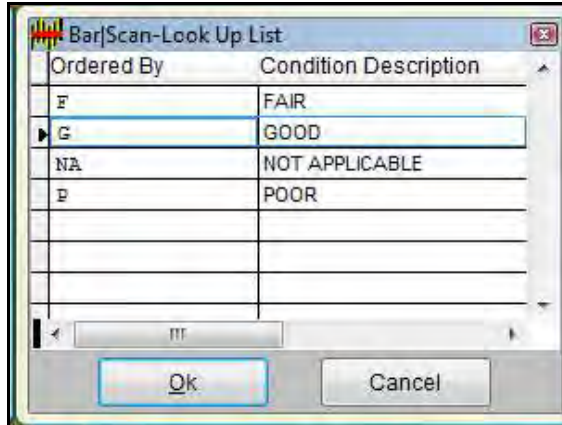 Bar|Scan-Look Up List
Ordered By Condition Description
F FAIR
G GOOD
NA NOT APPLICABLE
P POOR
Ok Cancel